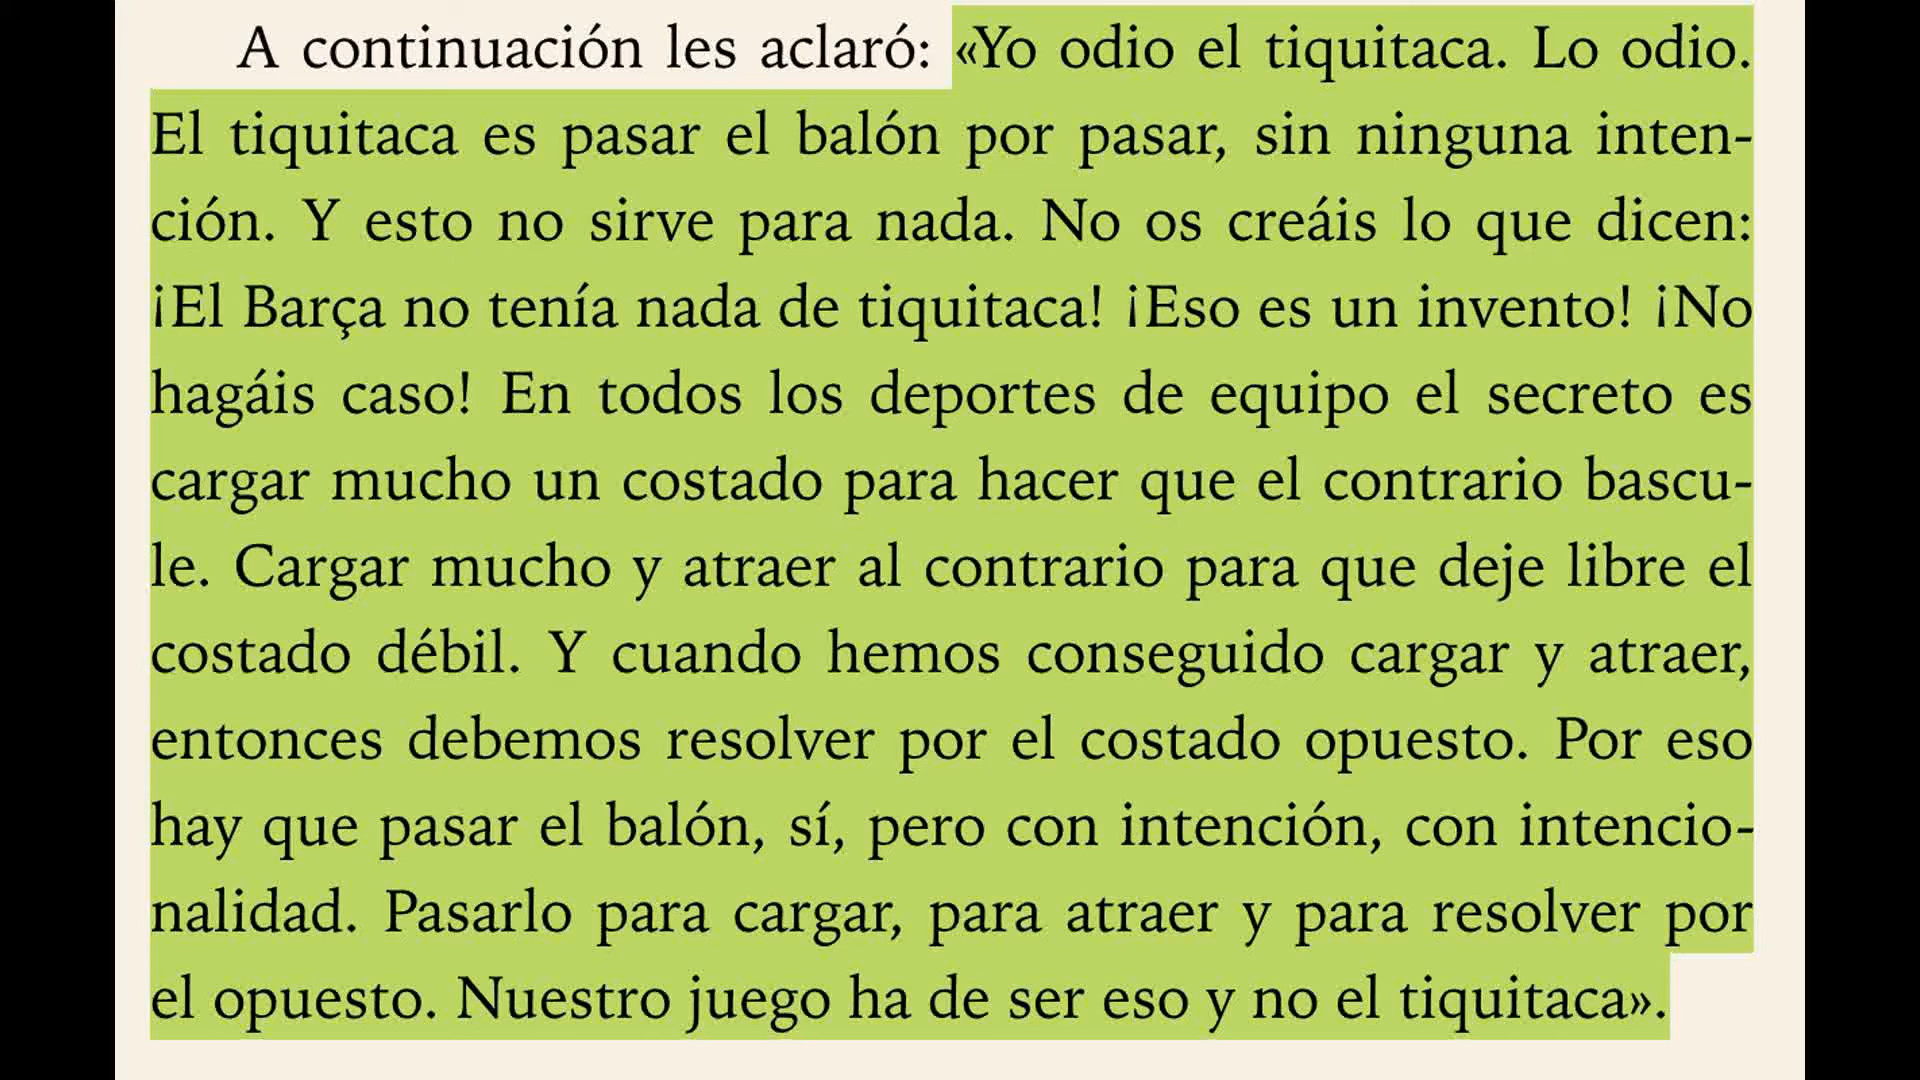 A continuación les aclaró: «Yo odio el tiquitaca. Lo odio.
El tiquitaca es pasar el balón por pasar, sin ninguna inten-
ción. Y esto no sirve para nada. No os creáis lo que dicen:
¡El Barça no tenía nada de tiquitaca! ¡Eso es un invento! ¡No
hagáis caso! En todos los deportes de equipo el secreto es
cargar mucho un costado para hacer que el contrario bascu-
le. Cargar mucho y atraer al contrario para que deje libre el
costado débil. Y cuando hemos conseguido cargar y atraer,
entonces debemos resolver por el costado opuesto. Por eso
hay que pasar el balón, sí, pero con intención, con intencio-
nalidad. Pasarlo para cargar, para atraer y para resolver por
el opuesto. Nuestro juego ha de ser eso y no el tiquitaca».